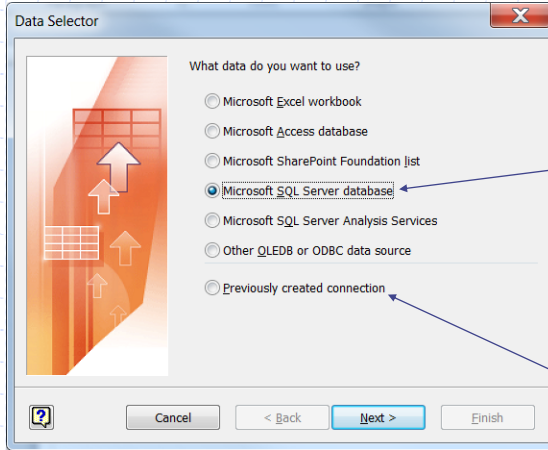 Data Selector
What data do you want to use?
Microsoft Excel workbook
Microsoft Access database
Microsoft SharePoint Foundation list
Microsoft SQL Server database
Microsoft SQL Server Analysis Services
Other OLEDB or ODBC data source
Previously created connection
Cancel
< Back
Next >
Finish